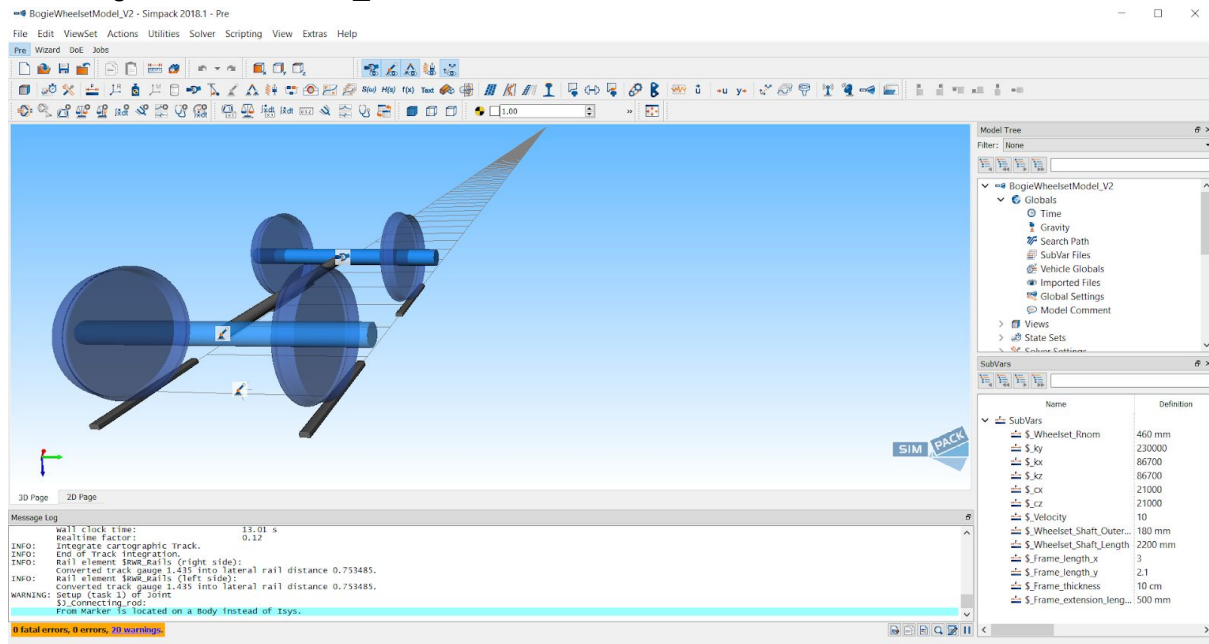 BogieWheelsetModel_V2 - Simpack 2018.1 - Pre
File Edit ViewSet Actions Utilities Solver Scripting View Extras Help
Pre Wizard DoE Jobs
S(ω) H(s) f(x) Text
1.00
Model Tree
Filter: None
BogieWheelsetModel_V2
Globals
Time
Gravity
Search Path
SubVar Files
Vehicle Globals
Imported Files
Global Settings
Model Comment
Views
State Sets
SubVars
Name Definition
SubVars
$_Wheelset_Rnom 460 mm
$_ky 230000
$_kx 86700
$_kz 86700
$_cx 21000
$_cz 21000
$_Velocity 10
$_Wheelset_Shaft_Outer... 180 mm
$_Wheelset_Shaft_Length 2200 mm
$_Frame_length_x 3
$_Frame_length_y 2.1
$_Frame_thickness 10 cm
$_Frame_extension_leng... 500 mm
SIMPACK
3D Page 2D Page
Message Log
Wall clock time: 13.01 s
Realtime factor: 0.12
INFO: Integrate cartographic Track.
INFO: End of Track integration.
INFO: Rail element $RWR_Rails (right side):
Converted track gauge 1.435 into lateral rail distance 0.753485.
INFO: Rail element $RWR_Rails (left side):
Converted track gauge 1.435 into lateral rail distance 0.753485.
WARNING: Setup (task 1) of Joint
$J_Connecting_rod:
From Marker is located on a Body instead of Isys.
0 fatal errors, 0 errors, 20 warnings.